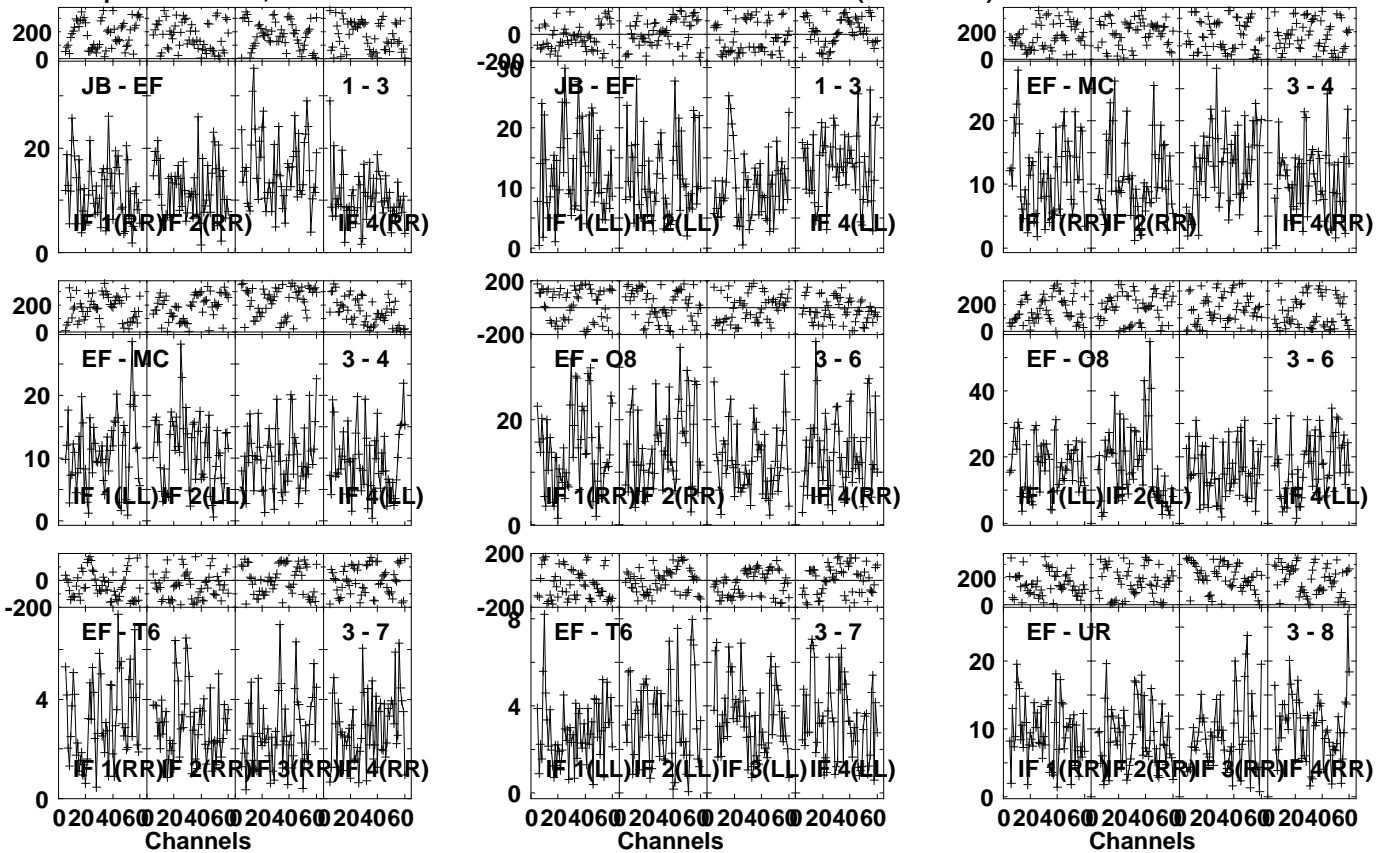 200
0
JB - EF 1 - 3
20
0
IF 1(RR) IF 2(RR) IF 4(RR)
0
-200
30
JB - EF 1 - 3
20
10
0
IF 1(LL) IF 2(LL) IF 4(LL)
200
0
EF - MC 3 - 4
20
10
0
IF 1(RR) IF 2(RR) IF 4(RR)
200
0
EF - MC 3 - 4
20
10
0
IF 1(LL) IF 2(LL) IF 4(LL)
200
0
-200
EF - O8 3 - 6
20
0
IF 1(RR) IF 2(RR) IF 4(RR)
200
0
EF - O8 3 - 6
40
20
0
IF 1(LL) IF 2(LL) IF 4(LL)
0
-200
EF - T6 3 - 7
4
0
IF 1(RR) IF 2(RR) IF 3(RR) IF 4(RR)
0 20 40 60 0 20 40 60 0 20 40 60 0 20 40 60
Channels
200
0
-200
8
EF - T6 3 - 7
4
0
IF 1(LL) IF 2(LL) IF 3(LL) IF 4(LL)
0 20 40 60 0 20 40 60 0 20 40 60 0 20 40 60
Channels
200
0
EF - UR 3 - 8
20
10
0
IF 1(RR) IF 2(RR) IF 3(RR) IF 4(RR)
0 20 40 60 0 20 40 60 0 20 40 60 0 20 40 60
Channels